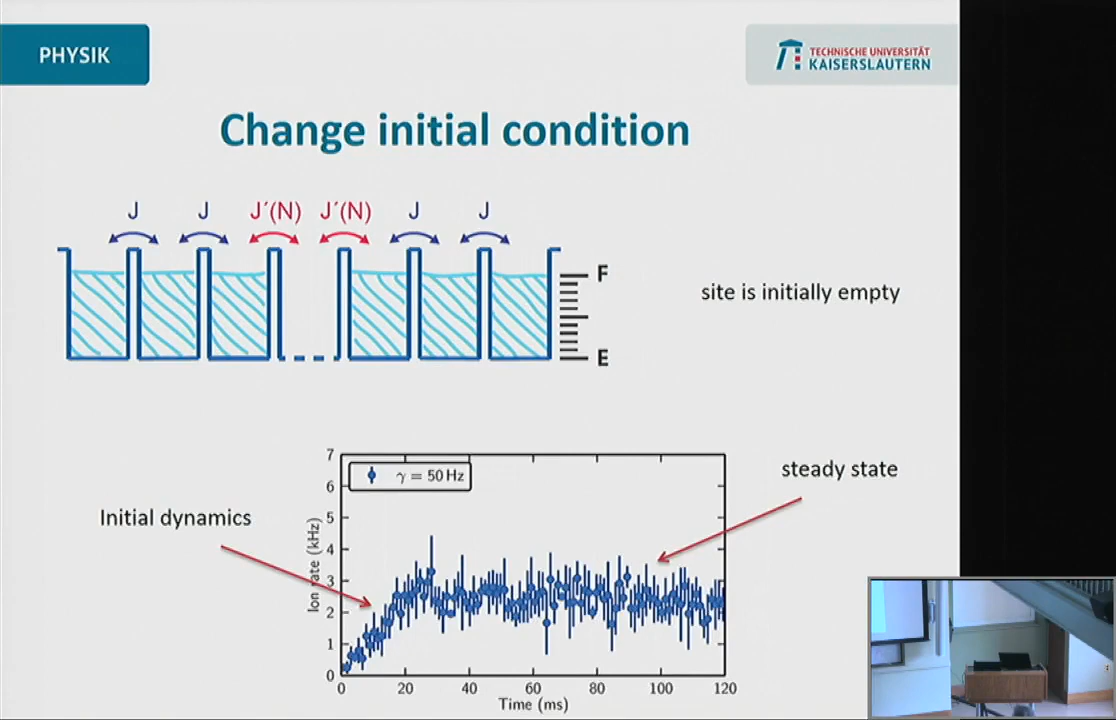 PHYSIK
TECHNISCHE UNIVERSITÄT
KAISERSLAUTERN
Change initial condition
J J J´(N) J´(N) J J
F
E
site is initially empty
steady state
Initial dynamics
γ = 50 Hz
Ion rate (kHz)
7
6
5
4
3
2
1
0
0 20 40 60 80 100 120
Time (ms)